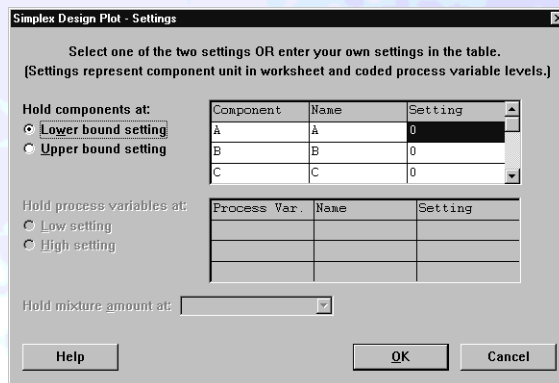 Simplex Design Plot - Settings
Select one of the two settings OR enter your own settings in the table.
(Settings represent component unit in worksheet and coded process variable levels.)
Hold components at:
Lower bound setting
Upper bound setting
Component Name Setting
A A 0
B B 0
C C 0
Hold process variables at:
Low setting
High setting
Process Var. Name Setting
Hold mixture amount at:
Help OK Cancel